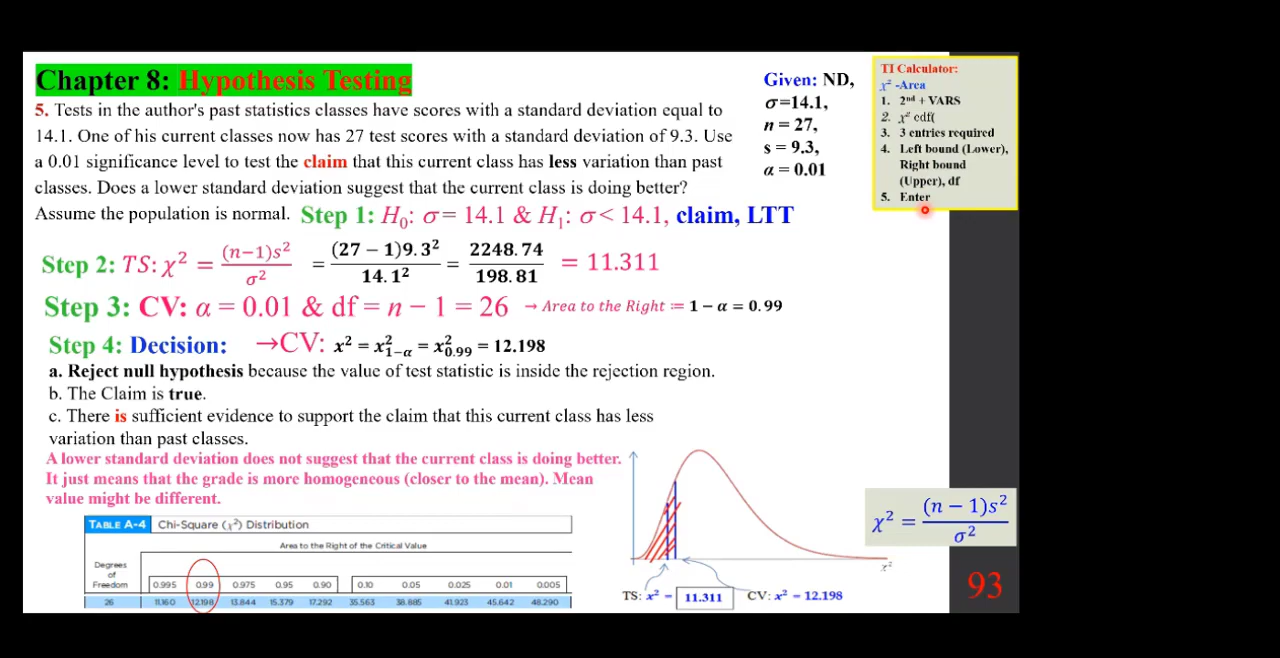 Chapter 8: Hypothesis Testing
5. Tests in the author's past statistics classes have scores with a standard deviation equal to
14.1. One of his current classes now has 27 test scores with a standard deviation of 9.3. Use
a 0.01 significance level to test the claim that this current class has less variation than past
classes. Does a lower standard deviation suggest that the current class is doing better?
Assume the population is normal. Step 1: H₀: σ= 14.1 & H₁: σ< 14.1, claim, LTT
Given: ND,
σ=14.1,
n = 27,
s = 9.3,
α = 0.01
TI Calculator:
χ² -Area
1. 2nd + VARS
2. χ² cdf(
3. 3 entries required
4. Left bound (Lower),
Right bound
(Upper), df
5. Enter
Step 2: TS: χ² = (n−1)s² / σ² = (27 − 1)9.3² / 14.1² = 2248.74 / 198.81 = 11.311
Step 3: CV: α = 0.01 & df = n − 1 = 26 → Area to the Right := 1 − α = 0.99
Step 4: Decision: →CV: x² = x²₁₋α = x²₀.₉₉ = 12.198
a. Reject null hypothesis because the value of test statistic is inside the rejection region.
b. The Claim is true.
c. There is sufficient evidence to support the claim that this current class has less
variation than past classes.
A lower standard deviation does not suggest that the current class is doing better.
It just means that the grade is more homogeneous (closer to the mean). Mean
value might be different.
TABLE A-4 Chi-Square (χ²) Distribution
Area to the Right of the Critical Value
Degrees
of
Freedom 0.995 0.99 0.975 0.95 0.90 0.10 0.05 0.025 0.01 0.005
26 11.160 12.198 13.844 15.379 17.292 35.563 38.885 41.923 45.642 48.290
x²
TS: x² = 11.311 CV: x² = 12.198
χ² = (n − 1)s² / σ²
93